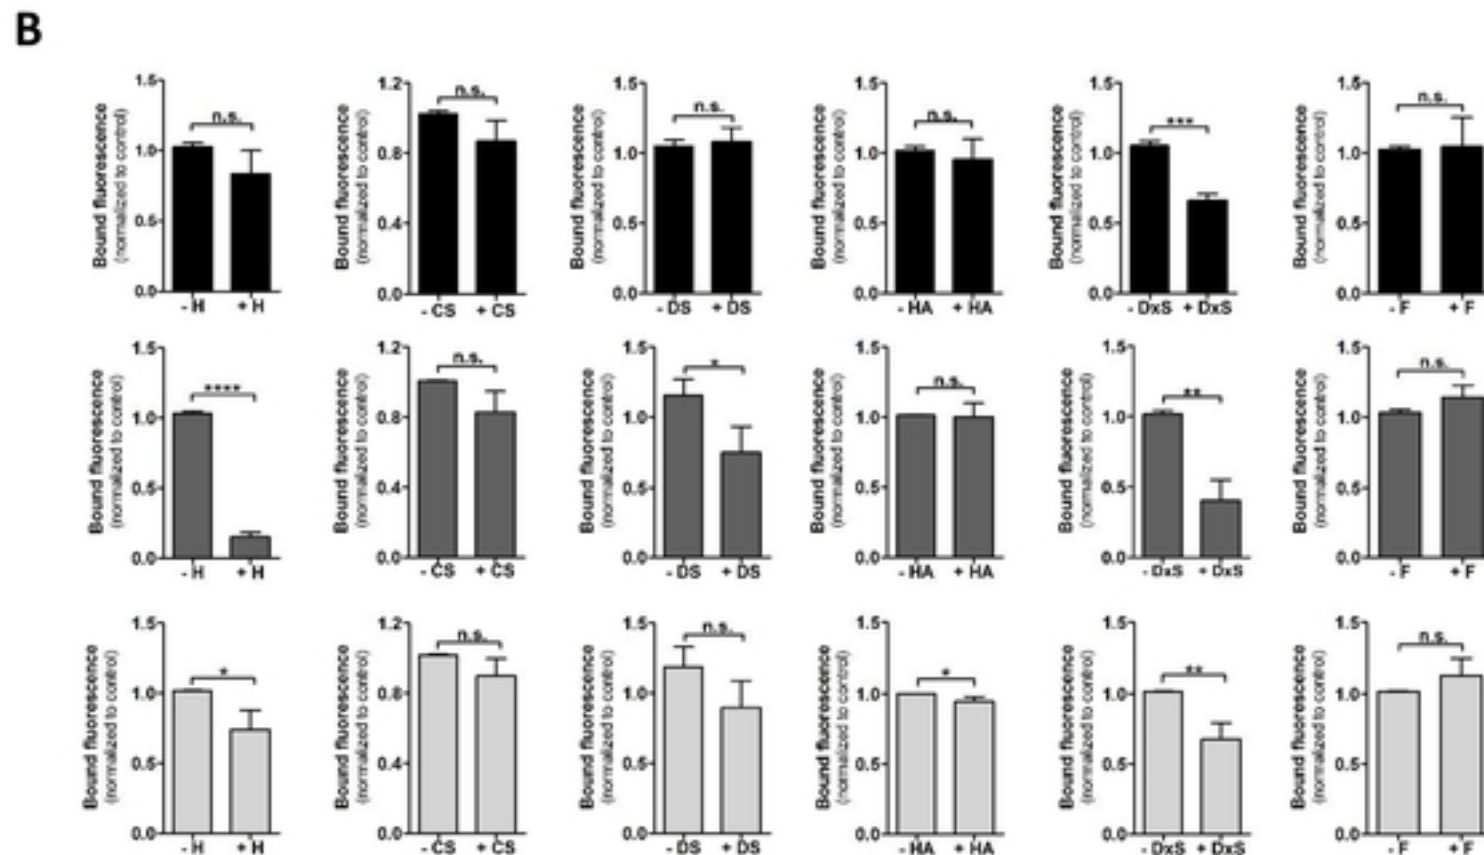 B
Bound fluorescence
(normalized to control)
1.5
1.0
0.5
0.0
n.s.
- H + H
Bound fluorescence
(normalized to control)
1.2
0.8
0.4
0.0
n.s.
- CS + CS
Bound fluorescence
(normalized to control)
1.5
1.0
0.5
0.0
n.s.
- DS + DS
Bound fluorescence
(normalized to control)
1.5
1.0
0.5
0.0
n.s.
- HA + HA
Bound fluorescence
(normalized to control)
1.5
1.0
0.5
0.0
***
- DxS + DxS
Bound fluorescence
(normalized to control)
1.5
1.0
0.5
0.0
n.s.
- F + F
Bound fluorescence
(normalized to control)
1.5
1.0
0.5
0.0
****
- H + H
Bound fluorescence
(normalized to control)
1.2
0.8
0.4
0.0
n.s.
- CS + CS
Bound fluorescence
(normalized to control)
1.5
1.0
0.5
0.0
*
- DS + DS
Bound fluorescence
(normalized to control)
1.5
1.0
0.5
0.0
n.s.
- HA + HA
Bound fluorescence
(normalized to control)
1.5
1.0
0.5
0.0
**
- DxS + DxS
Bound fluorescence
(normalized to control)
1.5
1.0
0.5
0.0
n.s.
- F + F
Bound fluorescence
(normalized to control)
1.5
1.0
0.5
0.0
*
- H + H
Bound fluorescence
(normalized to control)
1.2
0.8
0.4
0.0
n.s.
- CS + CS
Bound fluorescence
(normalized to control)
1.5
1.0
0.5
0.0
n.s.
- DS + DS
Bound fluorescence
(normalized to control)
1.5
1.0
0.5
0.0
*
- HA + HA
Bound fluorescence
(normalized to control)
1.5
1.0
0.5
0.0
**
- DxS + DxS
Bound fluorescence
(normalized to control)
1.5
1.0
0.5
0.0
n.s.
- F + F